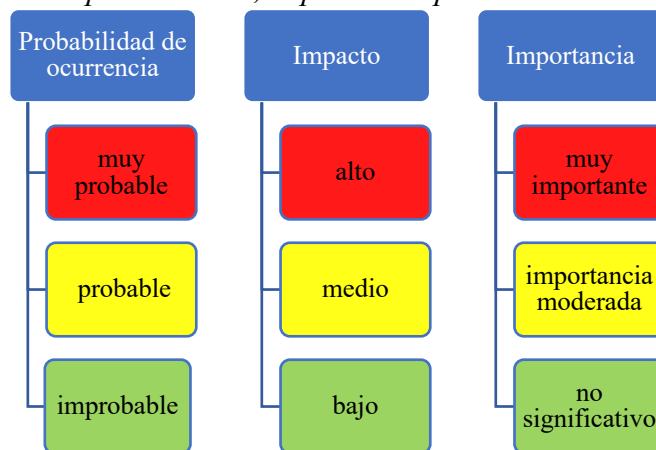 Probabilidad de
ocurrencia
muy
probable
probable
improbable
Impacto
alto
medio
bajo
Importancia
muy
importante
importancia
moderada
no
significativo